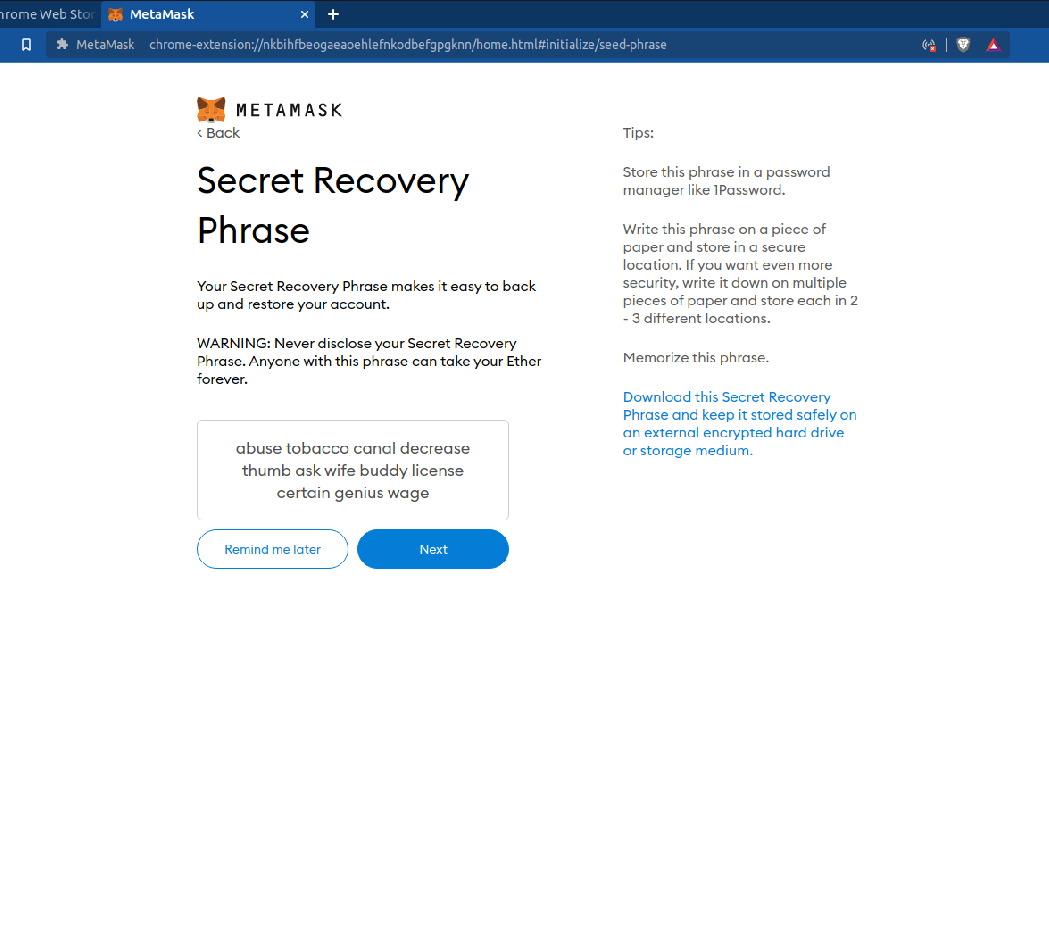 hrome Web Stor
MetaMask
MetaMask chrome-extension://nkbihfbeogaeaoehlefnkodbefgpgknn/home.html#initialize/seed-phrase
METAMASK
‹ Back
Secret Recovery
Phrase
Your Secret Recovery Phrase makes it easy to back
up and restore your account.
WARNING: Never disclose your Secret Recovery
Phrase. Anyone with this phrase can take your Ether
forever.
abuse tobacco canal decrease
thumb ask wife buddy license
certain genius wage
Remind me later
Next
Tips:
Store this phrase in a password
manager like 1Password.
Write this phrase on a piece of
paper and store in a secure
location. If you want even more
security, write it down on multiple
pieces of paper and store each in 2
- 3 different locations.
Memorize this phrase.
Download this Secret Recovery
Phrase and keep it stored safely on
an external encrypted hard drive
or storage medium.